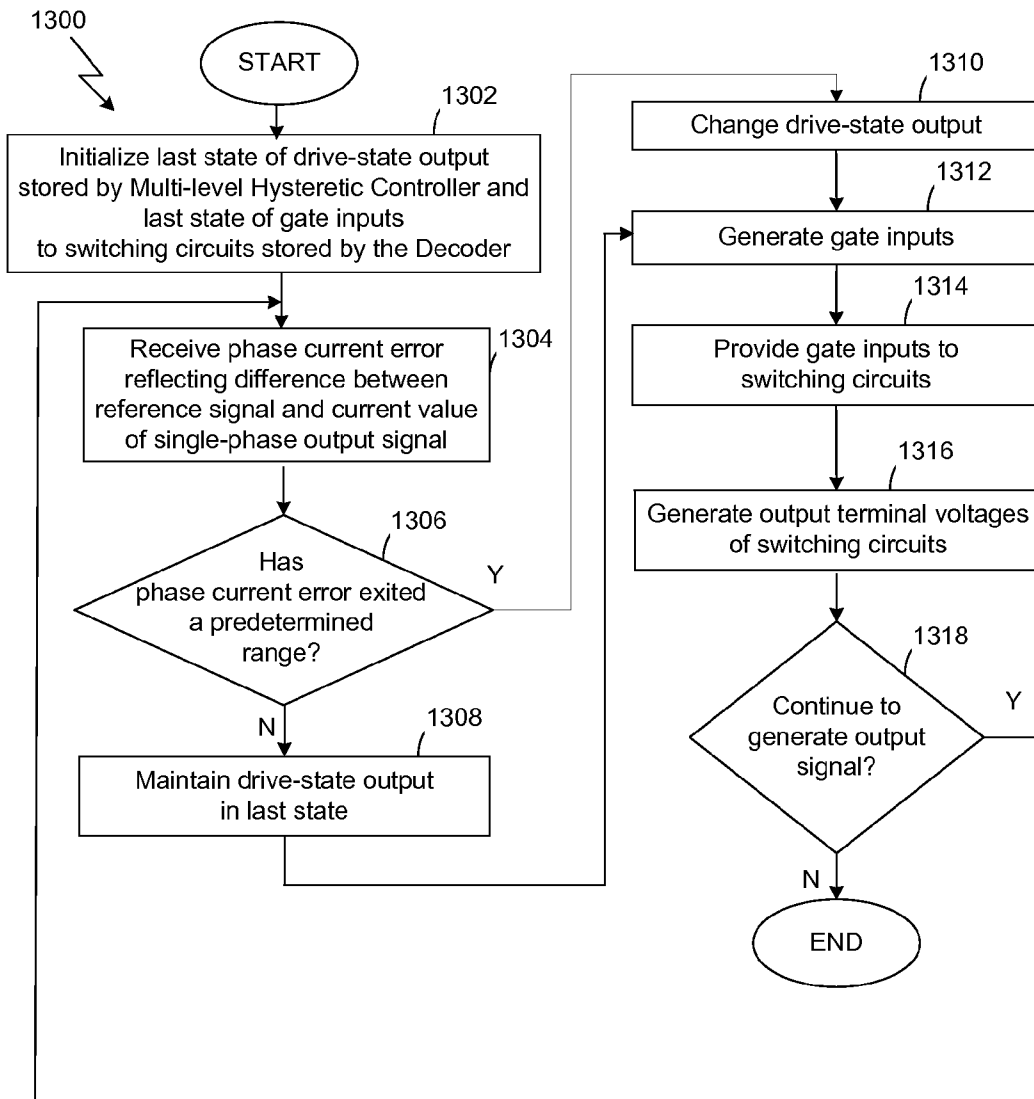 1300
START
1302
Initialize last state of drive-state output
stored by Multi-level Hysteretic Controller and
last state of gate inputs
to switching circuits stored by the Decoder
1304
Receive phase current error
reflecting difference between
reference signal and current value
of single-phase output signal
1306
Has
phase current error exited
a predetermined
range?
Y
N
1308
Maintain drive-state output
in last state
1310
Change drive-state output
1312
Generate gate inputs
1314
Provide gate inputs to
switching circuits
1316
Generate output terminal voltages
of switching circuits
1318
Continue to
generate output
signal?
Y
N
END